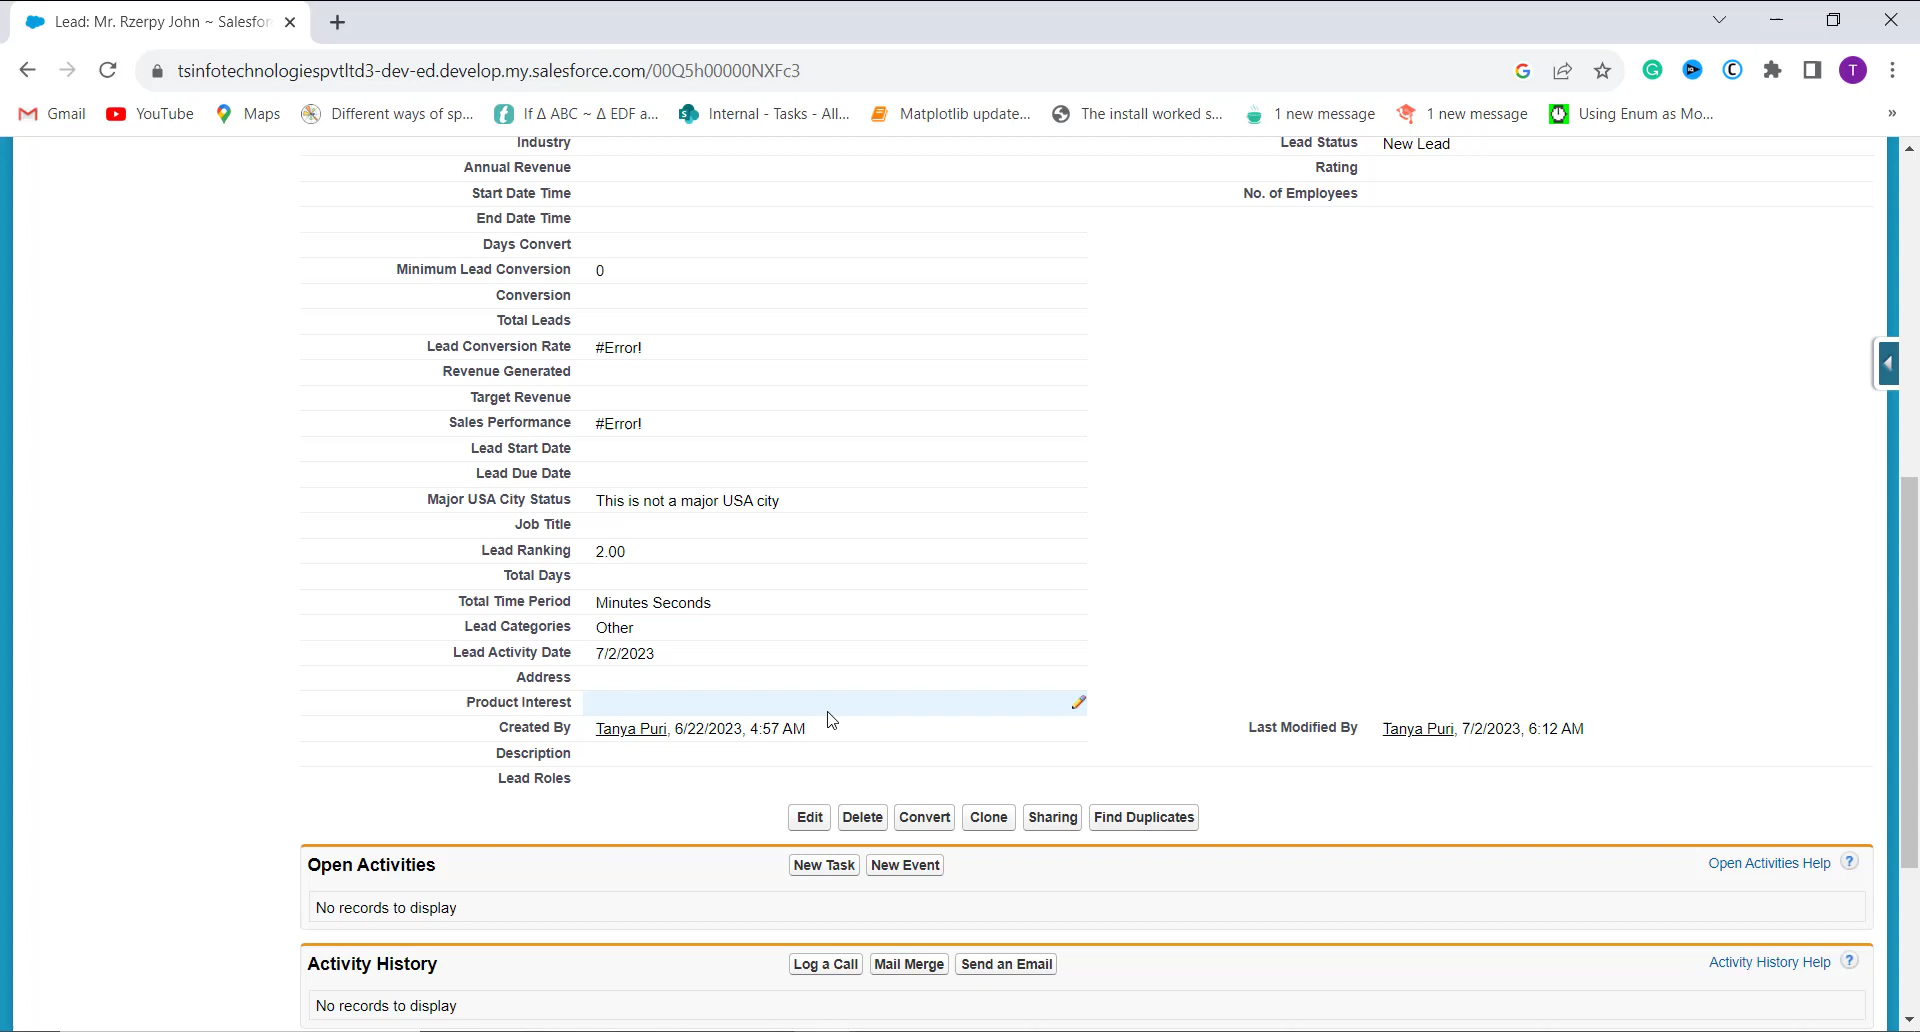 Lead: Mr. Rzerpy John ~ Salesfor
tsinfotechnologiespvtltd3-dev-ed.develop.my.salesforce.com/00Q5h00000NXFc3
T
Gmail YouTube Maps Different ways of sp... If Δ ABC ~ Δ EDF a... Internal - Tasks - All... Matplotlib update... The install worked s... 1 new message 1 new message Using Enum as Mo... »
Industry Lead Status New Lead
Annual Revenue Rating
Start Date Time No. of Employees
End Date Time
Days Convert
Minimum Lead Conversion 0
Conversion
Total Leads
Lead Conversion Rate #Error!
Revenue Generated
Target Revenue
Sales Performance #Error!
Lead Start Date
Lead Due Date
Major USA City Status This is not a major USA city
Job Title
Lead Ranking 2.00
Total Days
Total Time Period Minutes Seconds
Lead Categories Other
Lead Activity Date 7/2/2023
Address
Product Interest
Created By Tanya Puri, 6/22/2023, 4:57 AM Last Modified By Tanya Puri, 7/2/2023, 6:12 AM
Description
Lead Roles
Edit Delete Convert Clone Sharing Find Duplicates
Open Activities New Task New Event Open Activities Help ?
No records to display
Activity History Log a Call Mail Merge Send an Email Activity History Help ?
No records to display